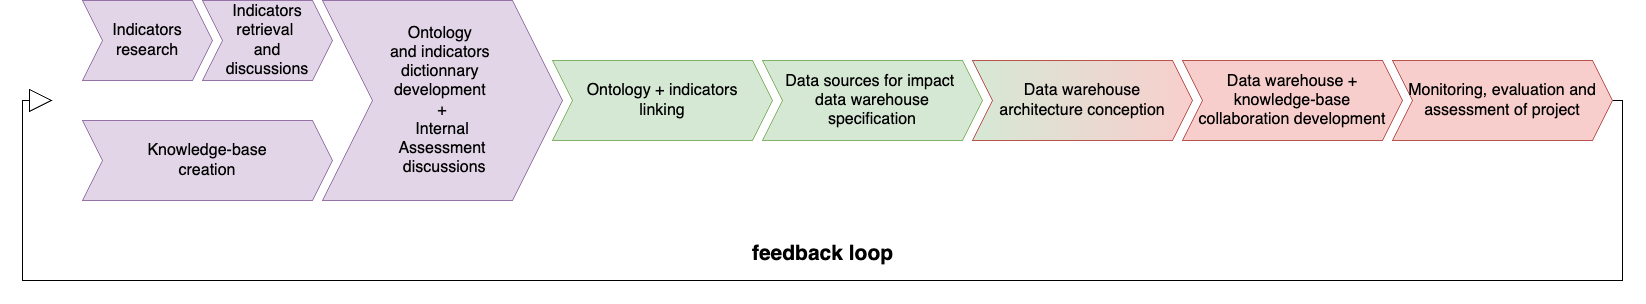 Indicators
research
Indicators
retrieval
and
discussions
Knowledge-base
creation
Ontology
and indicators
dictionnary
development
+
Internal
Assessment
discussions
Ontology + indicators
linking
Data sources for impact
data warehouse
specification
Data warehouse
architecture conception
Data warehouse +
knowledge-base
collaboration development
Monitoring, evaluation and
assessment of project
feedback loop